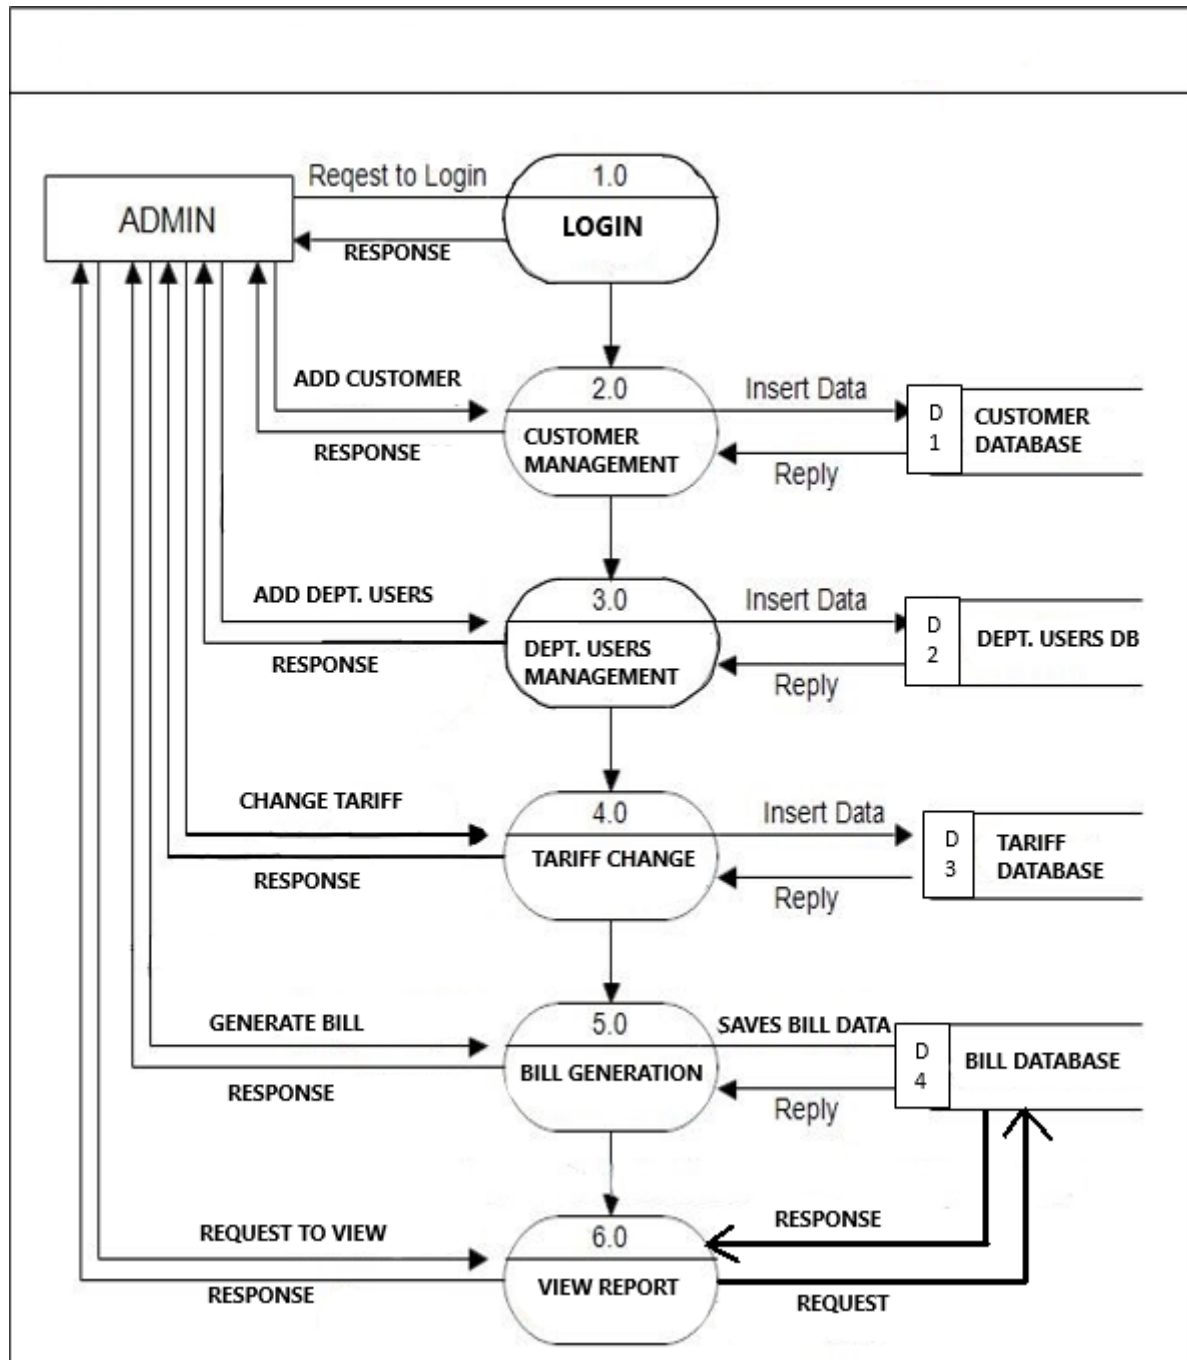 Reqest to Login
1.0
ADMIN
LOGIN
RESPONSE
ADD CUSTOMER
2.0
Insert Data
D
1
CUSTOMER
DATABASE
CUSTOMER
MANAGEMENT
RESPONSE
Reply
ADD DEPT. USERS
3.0
Insert Data
D
2
DEPT. USERS DB
DEPT. USERS
MANAGEMENT
RESPONSE
Reply
CHANGE TARIFF
4.0
Insert Data
D
3
TARIFF
DATABASE
TARIFF CHANGE
RESPONSE
Reply
GENERATE BILL
5.0
SAVES BILL DATA
D
4
BILL DATABASE
BILL GENERATION
RESPONSE
Reply
REQUEST TO VIEW
6.0
RESPONSE
VIEW REPORT
RESPONSE
REQUEST